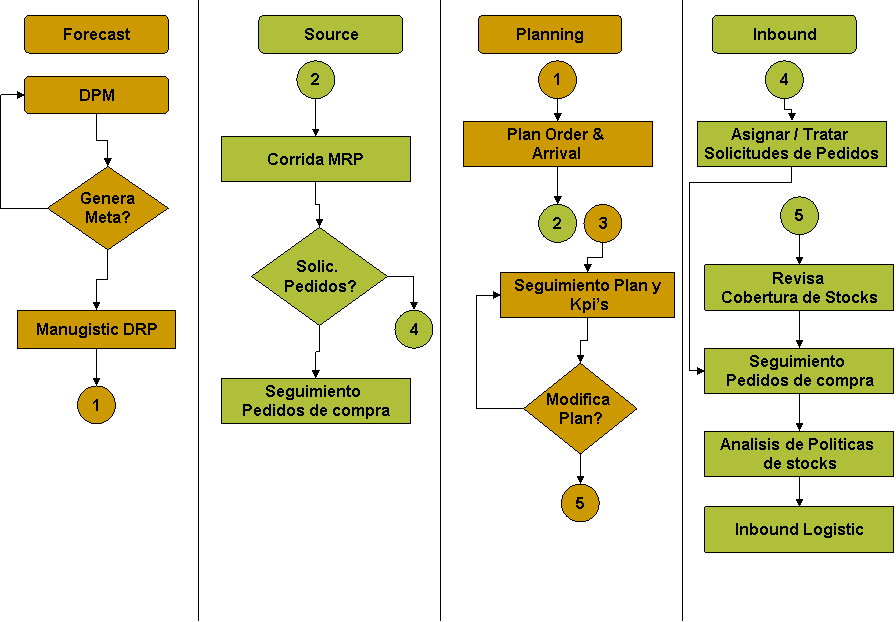 Forecast
DPM
Genera
Meta?
Manugistic DRP
1
Source
2
Corrida MRP
Solic.
Pedidos?
4
Seguimiento
Pedidos de compra
Planning
1
Plan Order &
Arrival
2
3
Seguimiento Plan y
Kpi's
Modifica
Plan?
5
Inbound
4
Asignar / Tratar
Solicitudes de Pedidos
5
Revisa
Cobertura de Stocks
Seguimiento
Pedidos de compra
Analisis de Politicas
de stocks
Inbound Logistic